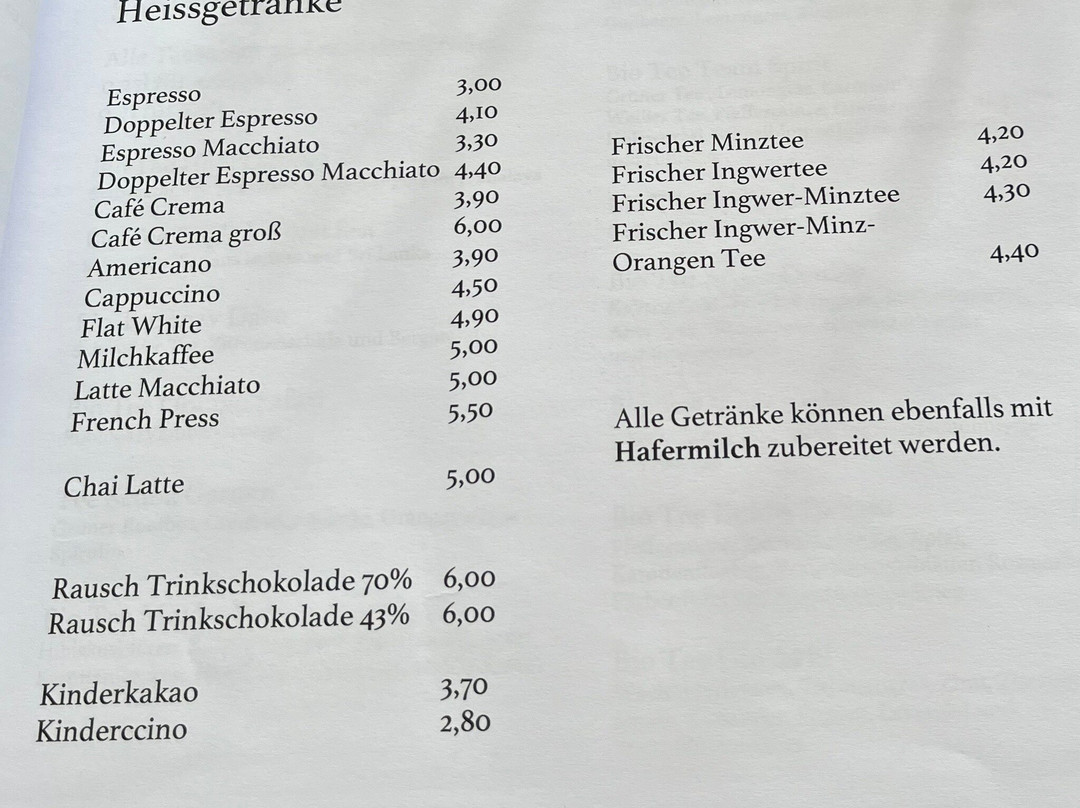 Heissgetränke
Espresso 3,00
Doppelter Espresso 4,10
Espresso Macchiato 3,30
Doppelter Espresso Macchiato 4,40
Café Crema 3,90
Café Crema groß 6,00
Americano 3,90
Cappuccino 4,50
Flat White 4,90
Milchkaffee 5,00
Latte Macchiato 5,00
French Press 5,50
Chai Latte 5,00
Rausch Trinkschokolade 70% 6,00
Rausch Trinkschokolade 43% 6,00
Kinderkakao 3,70
Kinderccino 2,80
Frischer Minztee 4,20
Frischer Ingwertee 4,20
Frischer Ingwer-Minztee 4,30
Frischer Ingwer-Minz-
Orangen Tee 4,40
Alle Getränke können ebenfalls mit
Hafermilch zubereitet werden.